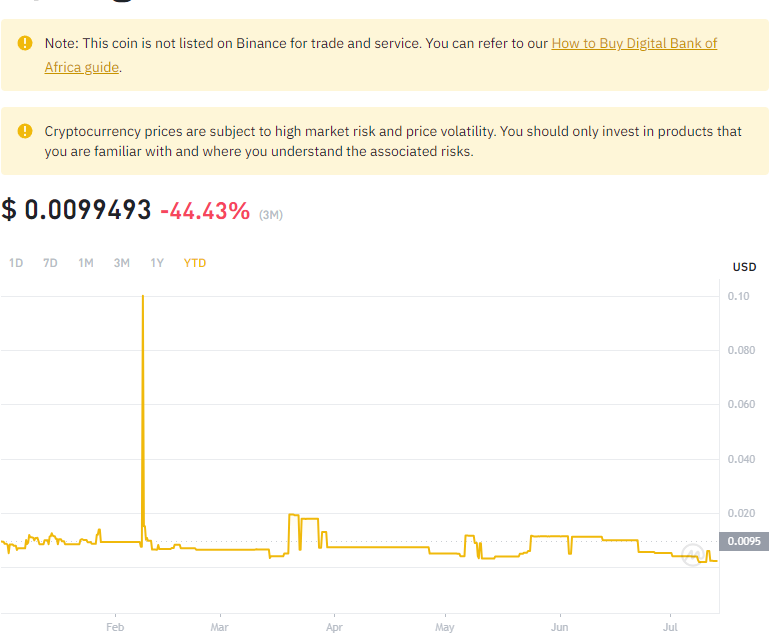 Note: This coin is not listed on Binance for trade and service. You can refer to our How to Buy Digital Bank of
Africa guide.
Cryptocurrency prices are subject to high market risk and price volatility. You should only invest in products that
you are familiar with and where you understand the associated risks.
$ 0.0099493 -44.43% (3M)
1D 7D 1M 3M 1Y YTD
USD
0.10
0.080
0.060
0.040
0.020
0.0095
Feb Mar Apr May Jun Jul